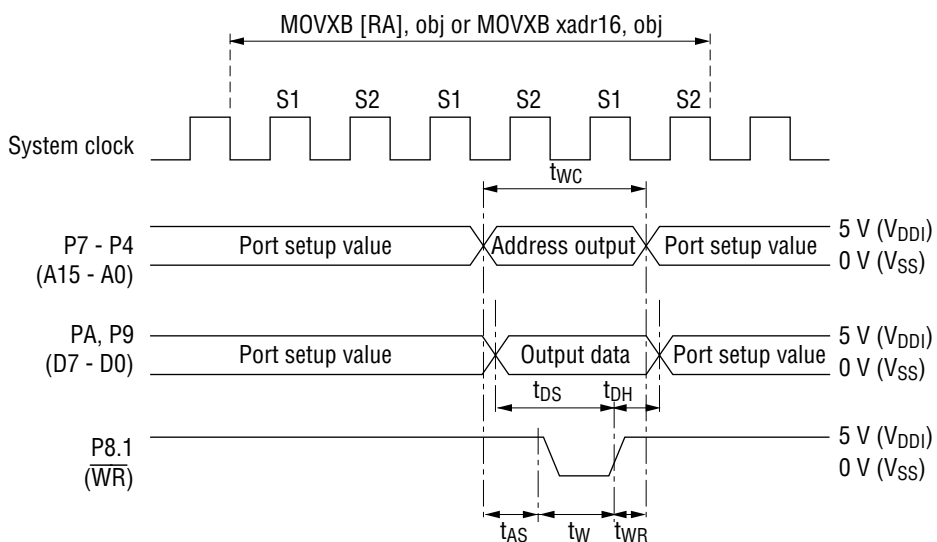 MOVXB [RA], obj or MOVXB xadr16, obj
S1 S2 S1 S2 S1 S2
System clock
tWC
P7 - P4
(A15 - A0)
Port setup value
Address output
Port setup value
5 V (VDDI)
0 V (VSS)
PA, P9
(D7 - D0)
Port setup value
Output data
Port setup value
5 V (VDDI)
0 V (VSS)
tDS
tDH
P8.1
(WR)
5 V (VDDI)
0 V (VSS)
tAS
tW
tWR